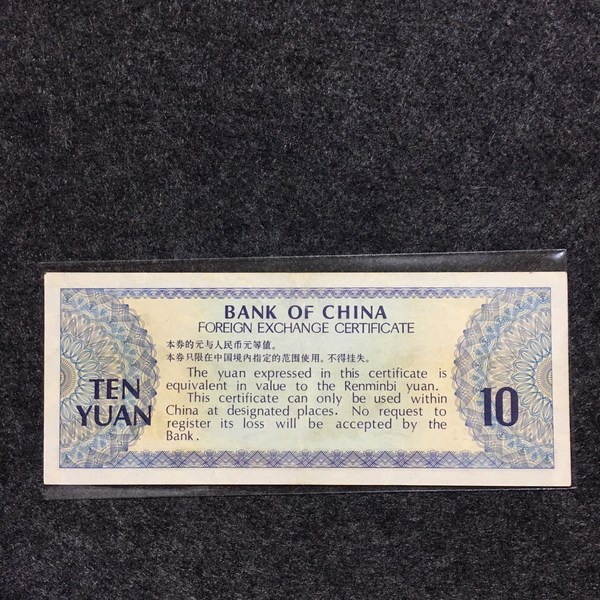 BANK OF CHINA
FOREIGN EXCHANGE CERTIFICATE
本券的元与人民币元等值。
本券只限在中国境内指定的范围使用。不得挂失。
The yuan expressed in this certificate is
equivalent in value to the Renminbi yuan.
This certificate can only be used within
China at designated places. No request to
register its loss will be accepted by the
Bank.
TEN
YUAN
10